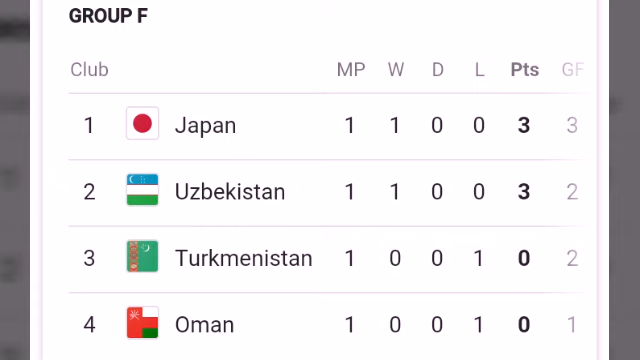 GROUP F
Club MP W D L Pts GF
1 Japan 1 1 0 0 3 3
2 Uzbekistan 1 1 0 0 3 2
3 Turkmenistan 1 0 0 1 0 2
4 Oman 1 0 0 1 0 1